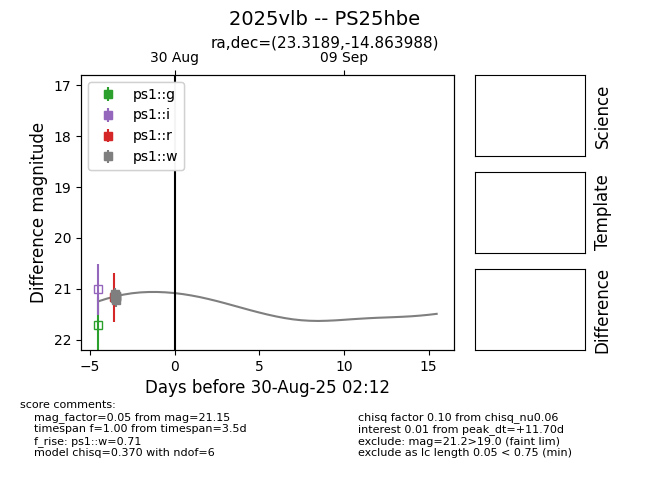 2025vlb -- PS25hbe
ra,dec=(23.3189,-14.863988)
30 Aug
09 Sep
17
18
19
20
21
22
Difference magnitude
ps1::g
ps1::i
ps1::r
ps1::w
Science
Template
Difference
−5
0
5
10
15
Days before 30-Aug-25 02:12
score comments:
mag_factor=0.05 from mag=21.15
timespan f=1.00 from timespan=3.5d
f_rise: ps1::w=0.71
model chisq=0.370 with ndof=6
chisq factor 0.10 from chisq_nu0.06
interest 0.01 from peak_dt=+11.70d
exclude: mag=21.2>19.0 (faint lim)
exclude as lc length 0.05 < 0.75 (min)